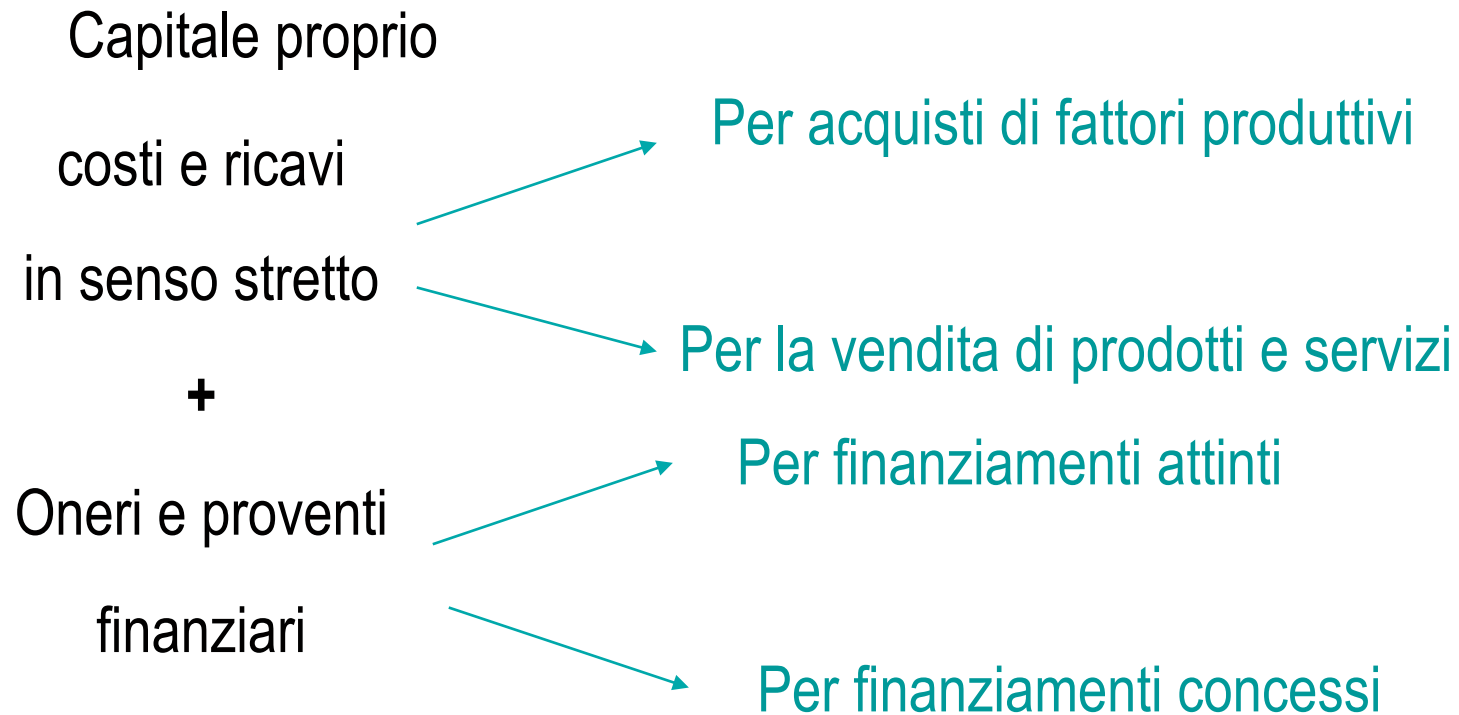 Capitale proprio
costi e ricavi
in senso stretto
+
Oneri e proventi
finanziari
Per acquisti di fattori produttivi
Per la vendita di prodotti e servizi
Per finanziamenti attinti
Per finanziamenti concessi